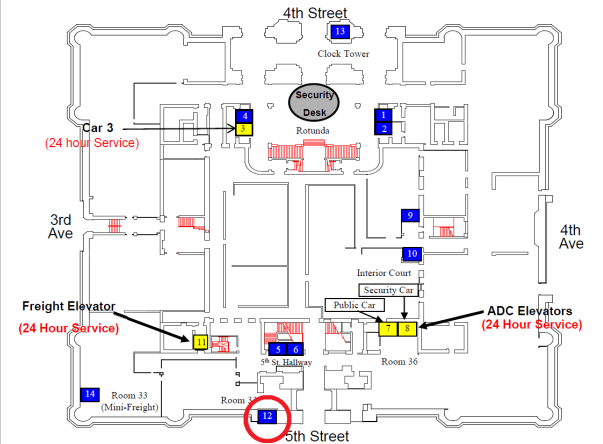 4th Street
13
Clock Tower
Security
Desk
Rotunda
4
3
1
2
Car 3
(24 hour Service)
9
3rd
Ave
4th
Ave
10
Interior Court
Security Car
Public Car
Freight Elevator
(24 Hour Service)
ADC Elevators
(24 Hour Service)
7
8
11
5
6
5th St. Hallway
Room 36
14
Room 33
(Mini-Freight)
Room 3
12
5th Street